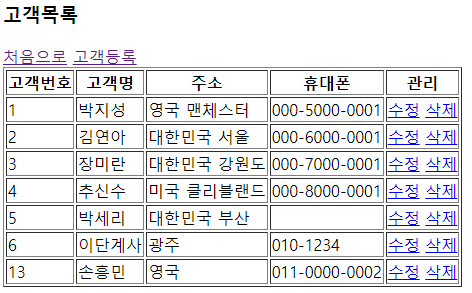 고객목록
처음으로 고객등록
고객번호 고객명 주소 휴대폰 관리
1 박지성 영국 맨체스터 000-5000-0001 수정 삭제
2 김연아 대한민국 서울 000-6000-0001 수정 삭제
3 장미란 대한민국 강원도 000-7000-0001 수정 삭제
4 추신수 미국 클리블랜드 000-8000-0001 수정 삭제
5 박세리 대한민국 부산 수정 삭제
6 이단계사 광주 010-1234 수정 삭제
13 손흥민 영국 011-0000-0002 수정 삭제